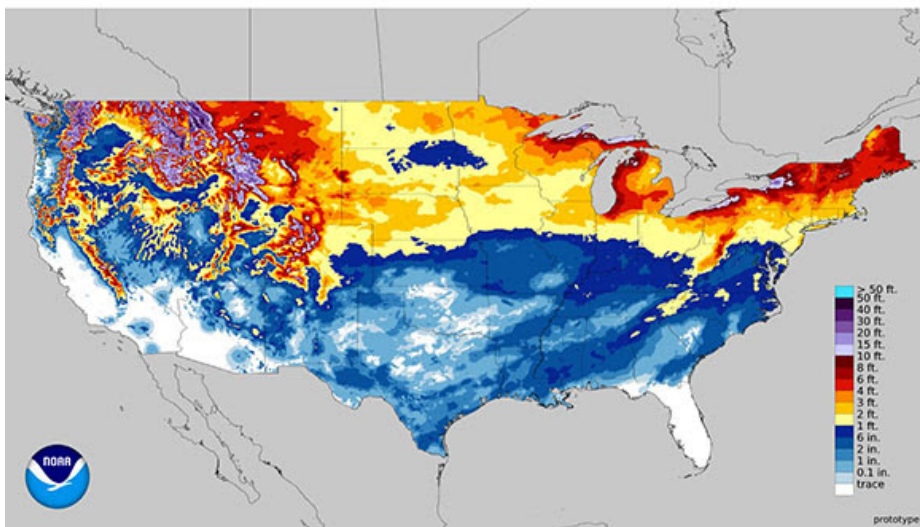 > 50 ft.
50 ft.
40 ft.
30 ft.
20 ft.
15 ft.
10 ft.
8 ft.
6 ft.
4 ft.
3 ft.
2 ft.
1 ft.
6 in.
2 in.
1 in.
0.1 in.
trace
NOAA
prototype